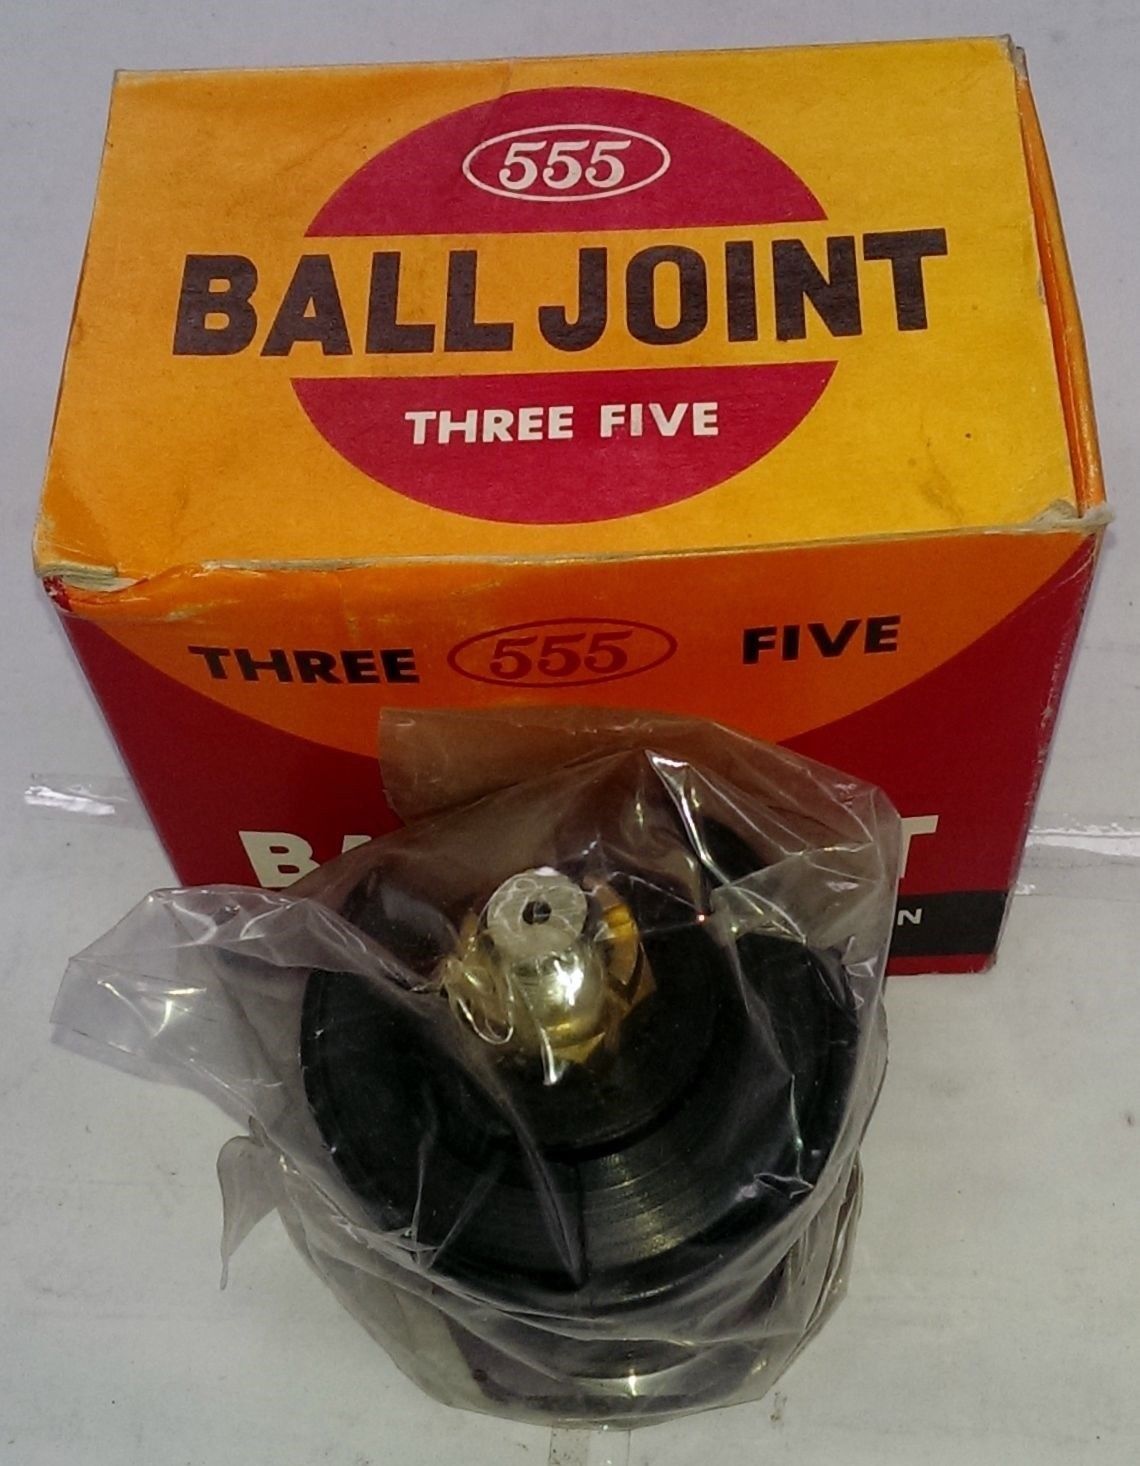 555
BALL JOINT
THREE FIVE
THREE 555 FIVE